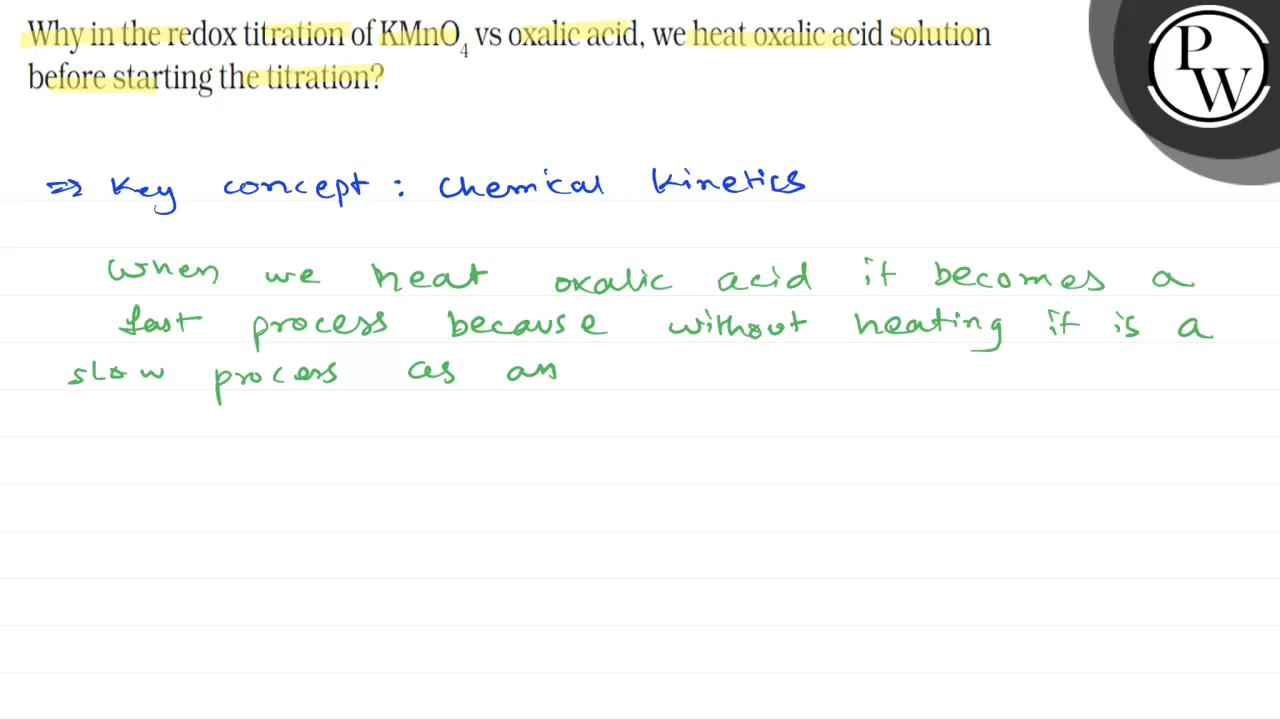 Why in the redox titration of KMnO₄ vs oxalic acid, we heat oxalic acid solution
before starting the titration?
PW
⇒ Key concept : Chemical Kinetics
When we heat oxalic acid it becomes a
fast process because without heating it is a
slow process as an